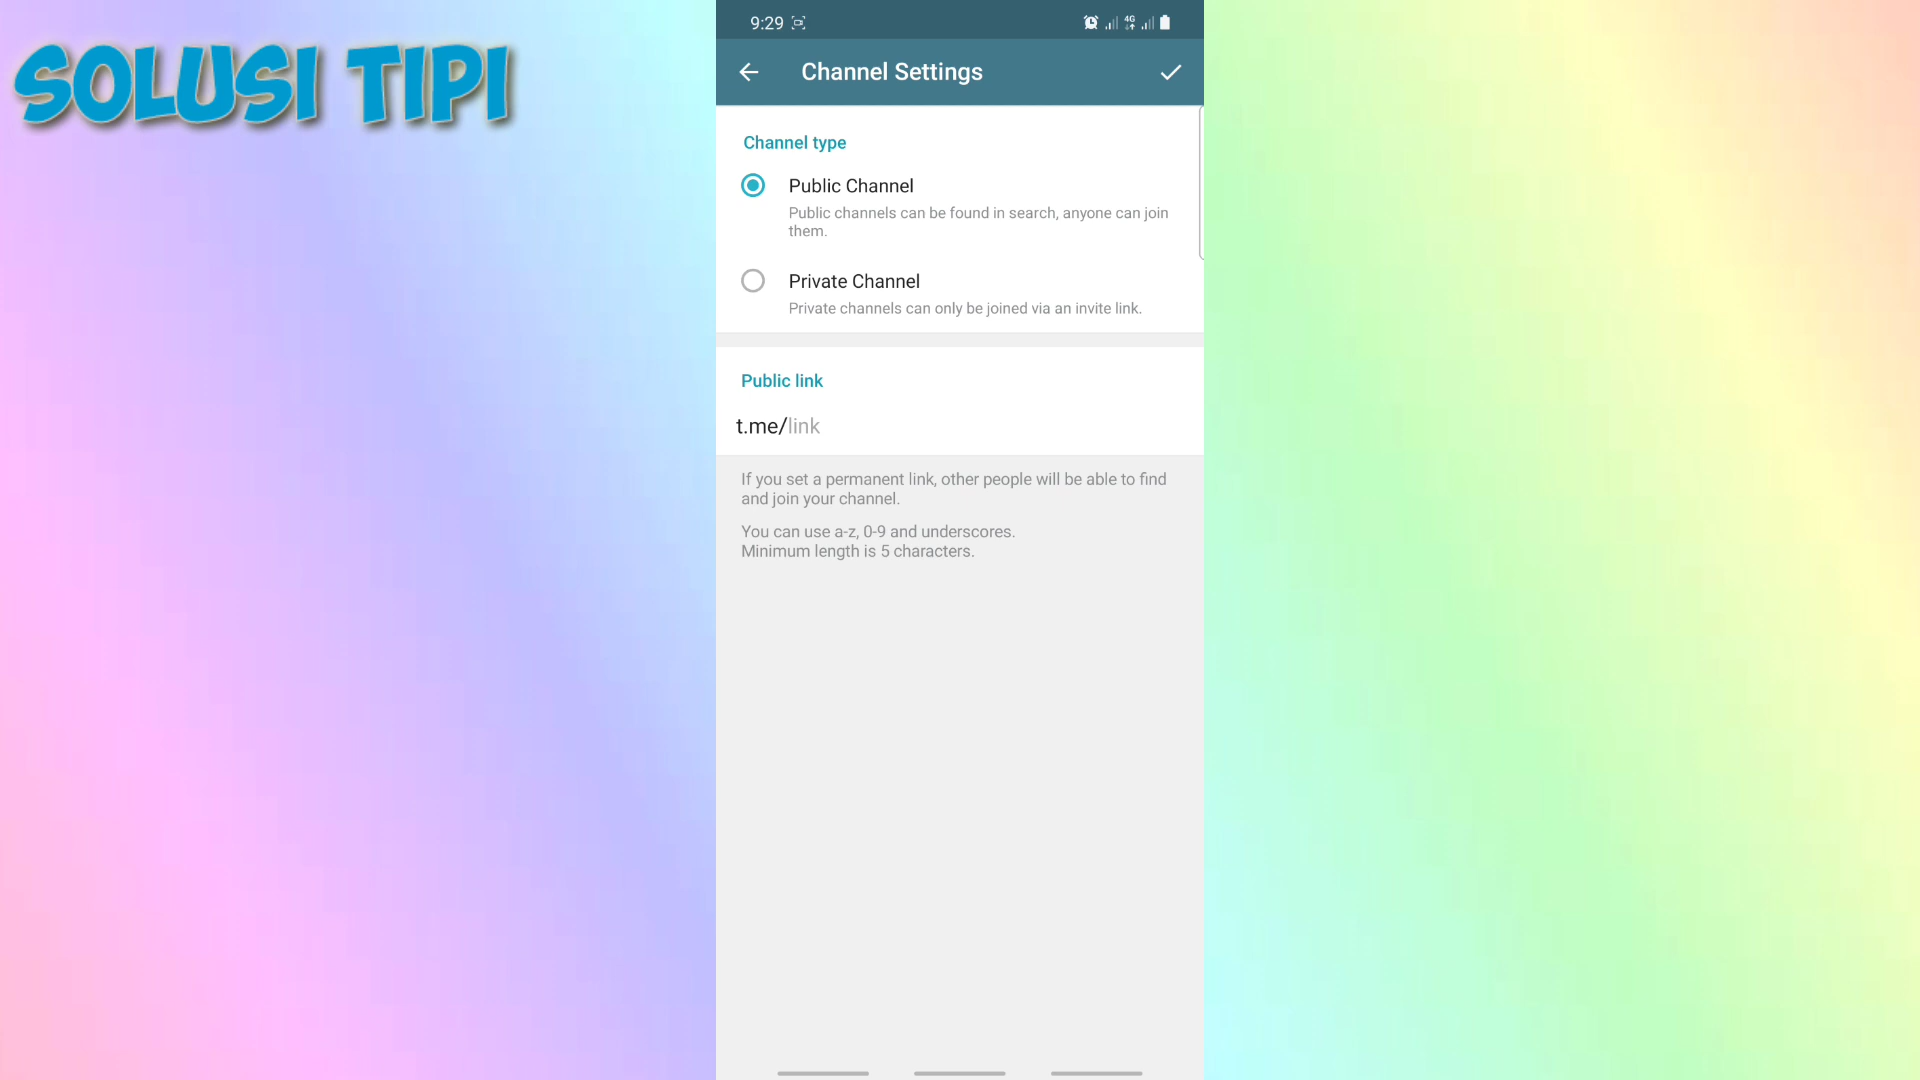 SOLUSI TIPI
9:29
4G
Channel Settings
Channel type
Public Channel
Public channels can be found in search, anyone can join
them.
Private Channel
Private channels can only be joined via an invite link.
Public link
t.me/link
If you set a permanent link, other people will be able to find
and join your channel.
You can use a-z, 0-9 and underscores.
Minimum length is 5 characters.